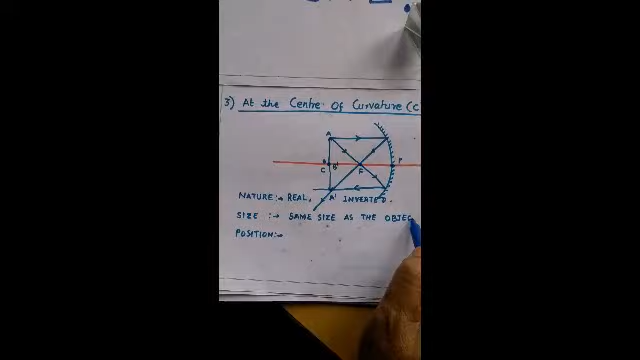 3) At the Centre Of Curvature (C
A
B B'
C
F
P
A'
NATURE:→ REAL, INVERTED.
SIZE :→ SAME SIZE AS THE OBJEC
POSITION:→